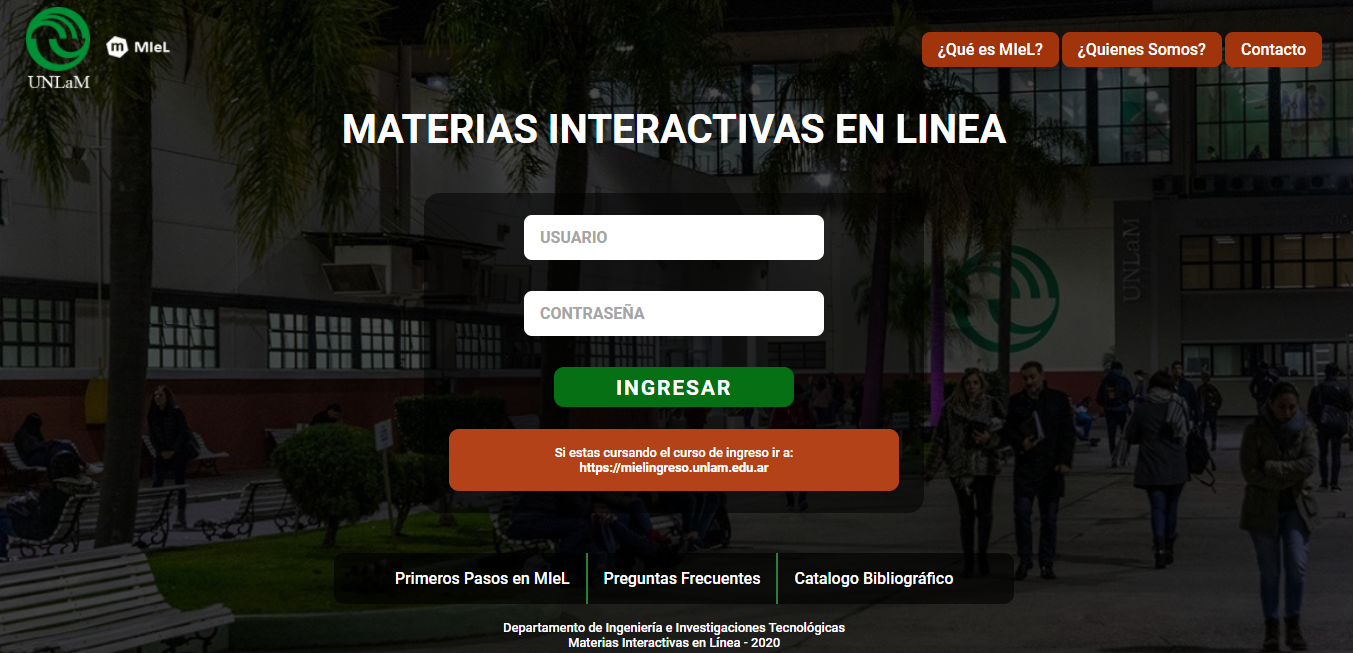 UNLaM
m MIeL
¿Qué es MIeL?
¿Quienes Somos?
Contacto
MATERIAS INTERACTIVAS EN LINEA
USUARIO
CONTRASEÑA
INGRESAR
Si estas cursando el curso de ingreso ir a:
https://mielingreso.unlam.edu.ar
UNLaM
Primeros Pasos en MIeL
Preguntas Frecuentes
Catalogo Bibliográfico
Departamento de Ingeniería e Investigaciones Tecnológicas
Materias Interactivas en Línea - 2020